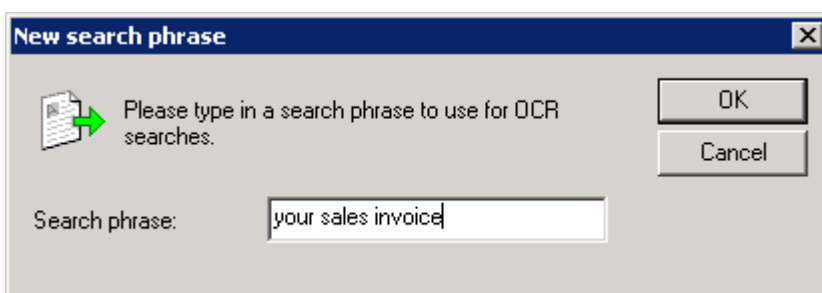 New search phrase
Please type in a search phrase to use for OCR
searches.
OK
Cancel
Search phrase:
your sales invoice